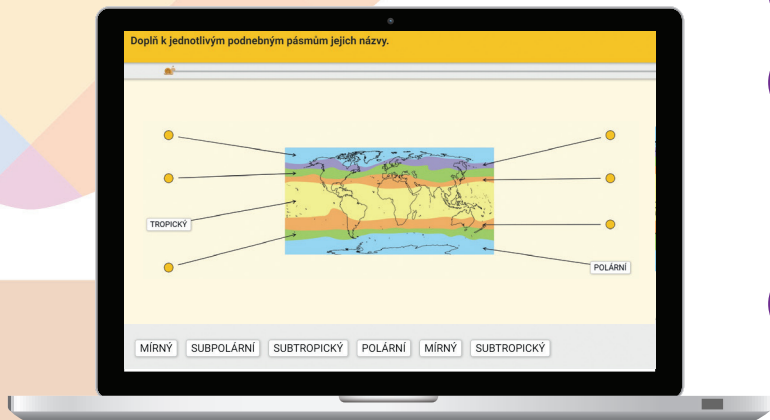 Doplň k jednotlivým podnebným pásmům jejich názvy.
TROPICKÝ
POLÁRNÍ
MÍRNÝ SUBPOLÁRNÍ SUBTROPICKÝ POLÁRNÍ MÍRNÝ SUBTROPICKÝ